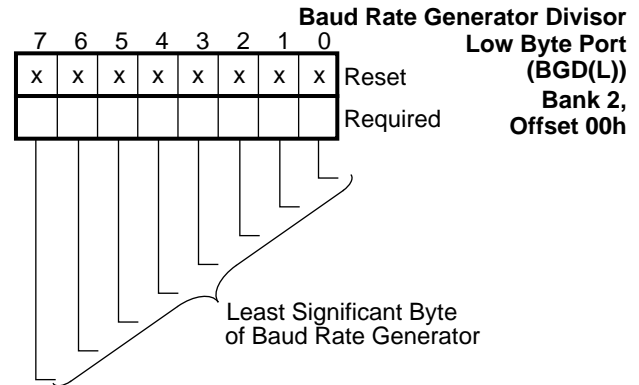 Baud Rate Generator Divisor
Low Byte Port
(BGD(L))
Bank 2,
Offset 00h
7 6 5 4 3 2 1 0
x x x x x x x x Reset
Required
Least Significant Byte
of Baud Rate Generator